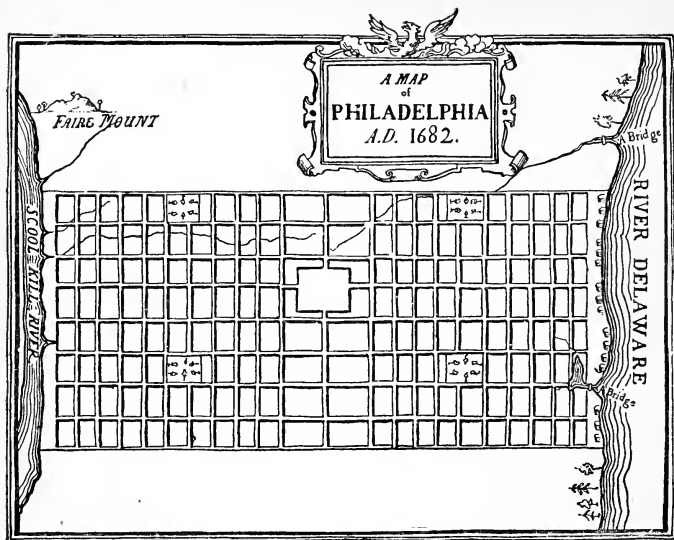 A MAP
of
PHILADELPHIA
A.D. 1682.
FAIRE MOUNT
A Bridge
SCOOL KILL RIVER
RIVER DELAWARE
A Bridge